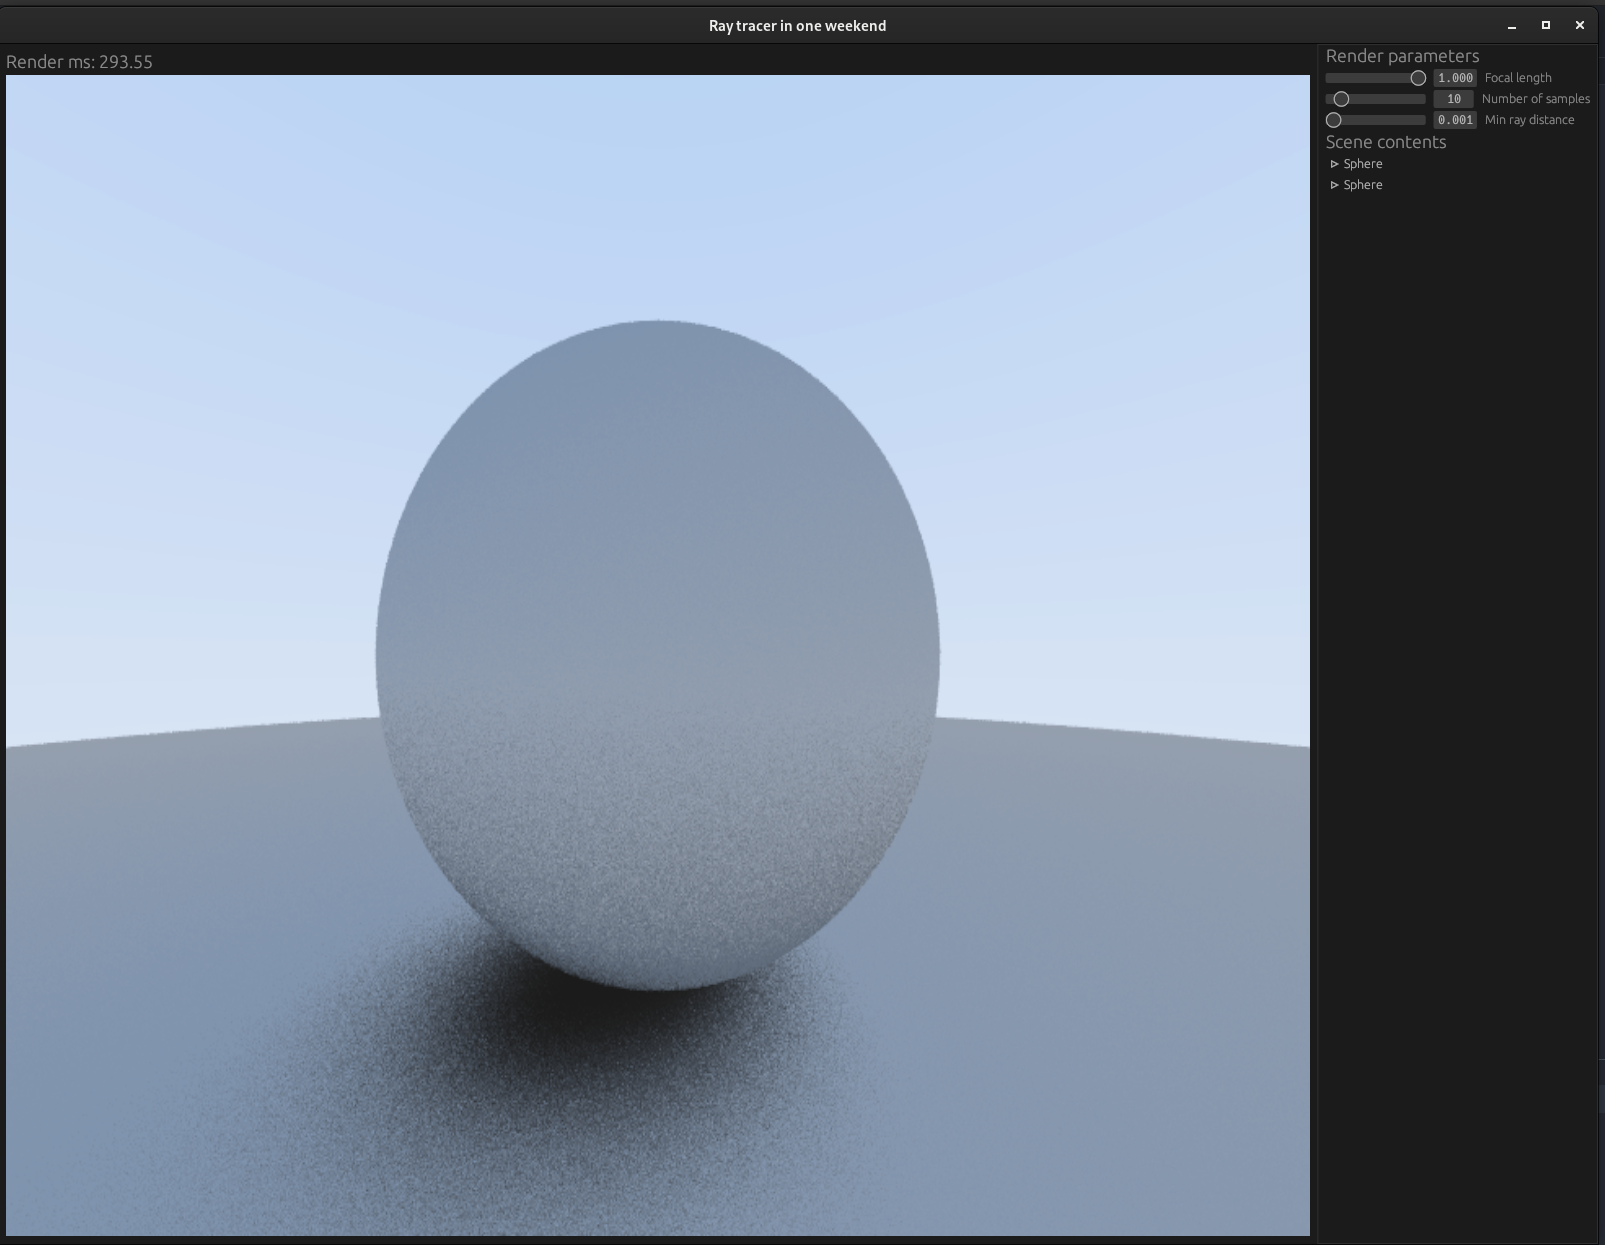 Ray tracer in one weekend
Render ms: 293.55
Render parameters
1.000 Focal length
10 Number of samples
0.001 Min ray distance
Scene contents
Sphere
Sphere